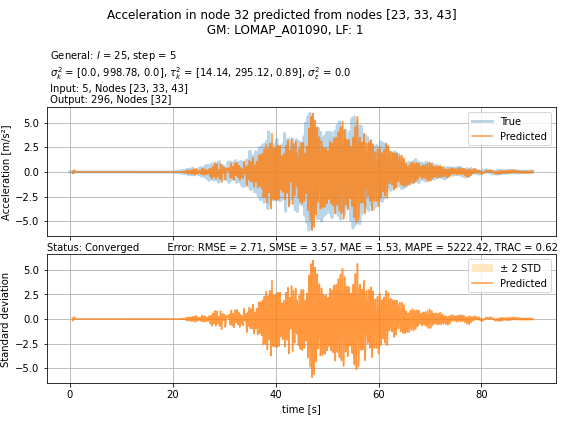 Acceleration in node 32 predicted from nodes [23, 33, 43]
GM: LOMAP_A01090, LF: 1
General: l = 25, step = 5
σ²ₖ = [0.0, 998.78, 0.0], τ²ₖ = [14.14, 295.12, 0.89], σ²ε = 0.0
Input: 5, Nodes [23, 33, 43]
Output: 296, Nodes [32]
Acceleration [m/s²]
5.0
2.5
0.0
−2.5
−5.0
True
Predicted
Status: Converged Error: RMSE = 2.71, SMSE = 3.57, MAE = 1.53, MAPE = 5222.42, TRAC = 0.62
Standard deviation
5.0
2.5
0.0
−2.5
−5.0
± 2 STD
Predicted
0 20 40 60 80
time [s]